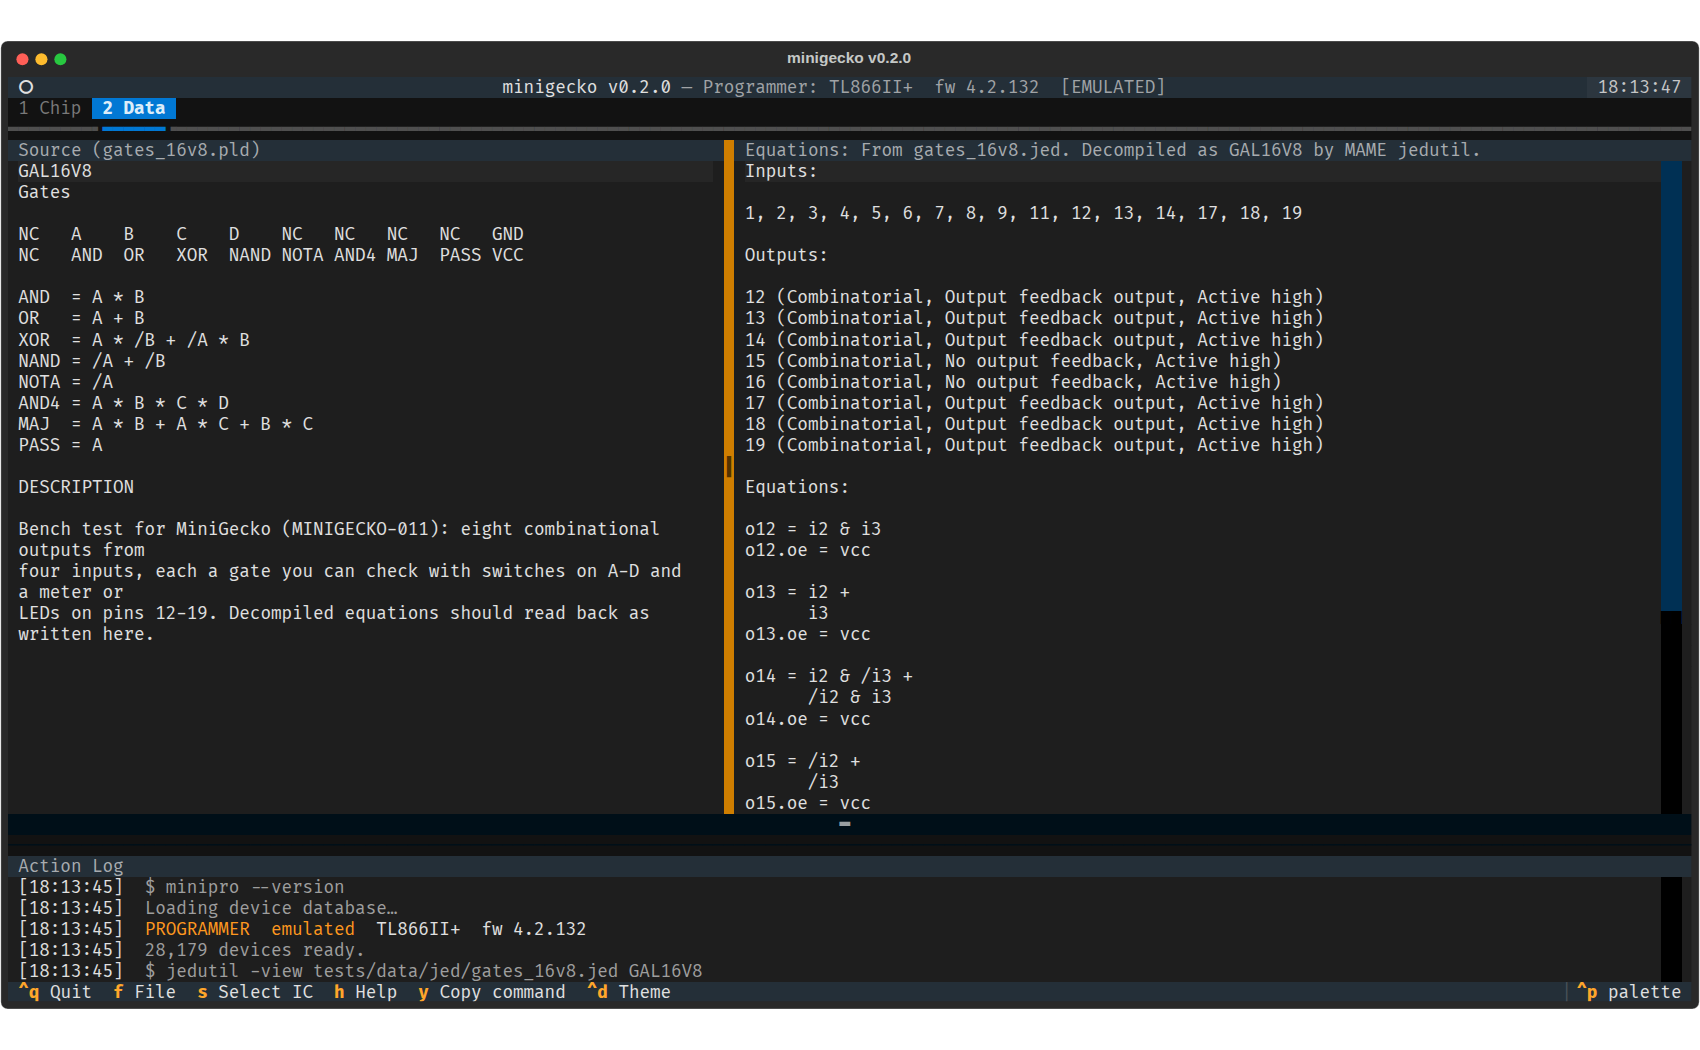 minigecko v0.2.0
minigecko v0.2.0 — Programmer: TL866II+  fw 4.2.132  [EMULATED]
18:13:47
1 Chip  2 Data
Source (gates_16v8.pld)
GAL16V8
Gates
NC   A    B    C    D    NC   NC   NC   NC   GND
NC   AND  OR   XOR  NAND NOTA AND4 MAJ  PASS VCC
AND  = A * B
OR   = A + B
XOR  = A * /B + /A * B
NAND = /A + /B
NOTA = /A
AND4 = A * B * C * D
MAJ  = A * B + A * C + B * C
PASS = A
DESCRIPTION
Bench test for MiniGecko (MINIGECKO-011): eight combinational
outputs from
four inputs, each a gate you can check with switches on A-D and
a meter or
LEDs on pins 12-19. Decompiled equations should read back as
written here.
Equations: From gates_16v8.jed. Decompiled as GAL16V8 by MAME jedutil.
Inputs:
1, 2, 3, 4, 5, 6, 7, 8, 9, 11, 12, 13, 14, 17, 18, 19
Outputs:
12 (Combinatorial, Output feedback output, Active high)
13 (Combinatorial, Output feedback output, Active high)
14 (Combinatorial, Output feedback output, Active high)
15 (Combinatorial, No output feedback, Active high)
16 (Combinatorial, No output feedback, Active high)
17 (Combinatorial, Output feedback output, Active high)
18 (Combinatorial, Output feedback output, Active high)
19 (Combinatorial, Output feedback output, Active high)
Equations:
o12 = i2 & i3
o12.oe = vcc
o13 = i2 +
i3
o13.oe = vcc
o14 = i2 & /i3 +
/i2 & i3
o14.oe = vcc
o15 = /i2 +
/i3
o15.oe = vcc
Action Log
[18:13:45]  $ minipro --version
[18:13:45]  Loading device database…
[18:13:45]  PROGRAMMER  emulated  TL866II+  fw 4.2.132
[18:13:45]  28,179 devices ready.
[18:13:45]  $ jedutil -view tests/data/jed/gates_16v8.jed GAL16V8
^q Quit  f File  s Select IC  h Help  y Copy command  ^d Theme
^p palette